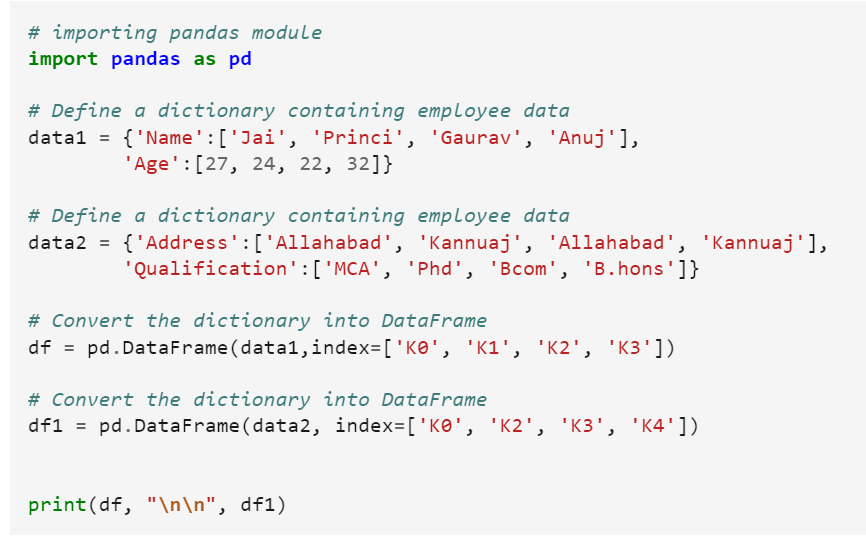 # importing pandas module
import pandas as pd
# Define a dictionary containing employee data
data1 = {'Name':['Jai', 'Princi', 'Gaurav', 'Anuj'],
'Age':[27, 24, 22, 32]}
# Define a dictionary containing employee data
data2 = {'Address':['Allahabad', 'Kannuaj', 'Allahabad', 'Kannuaj'],
'Qualification':['MCA', 'Phd', 'Bcom', 'B.hons']}
# Convert the dictionary into DataFrame
df = pd.DataFrame(data1,index=['K0', 'K1', 'K2', 'K3'])
# Convert the dictionary into DataFrame
df1 = pd.DataFrame(data2, index=['K0', 'K2', 'K3', 'K4'])
print(df, "\n\n", df1)